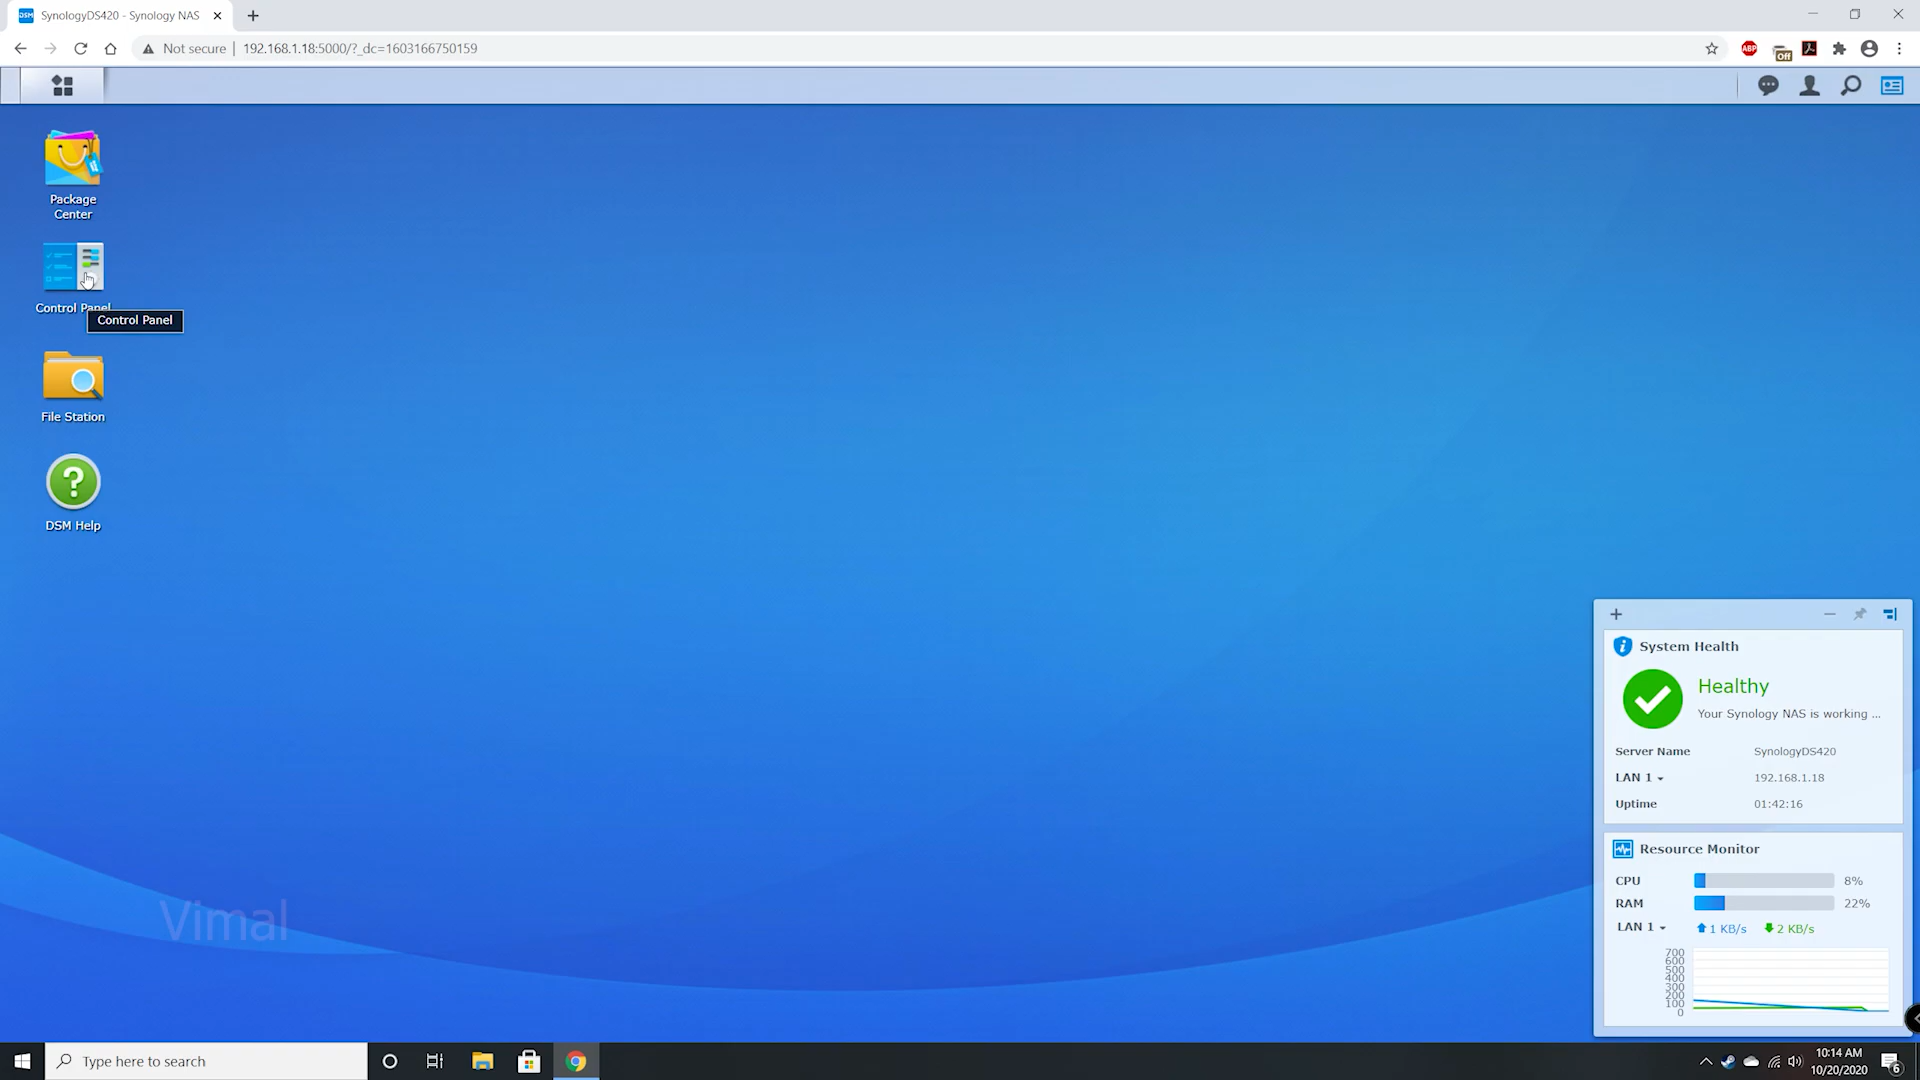 SynologyDS420 - Synology NAS
Not secure
192.168.1.18:5000/?_dc=1603166750159
ABP
Off
Package
Center
Control Panel
Control Panel
File Station
DSM Help
System Health
Healthy
Your Synology NAS is working ...
Server Name SynologyDS420
LAN 1 192.168.1.18
Uptime 01:42:16
Resource Monitor
CPU 8%
RAM 22%
LAN 1 1 KB/s 2 KB/s
700
600
500
400
300
200
100
0
Vimal
Type here to search
10:14 AM
10/20/2020
6